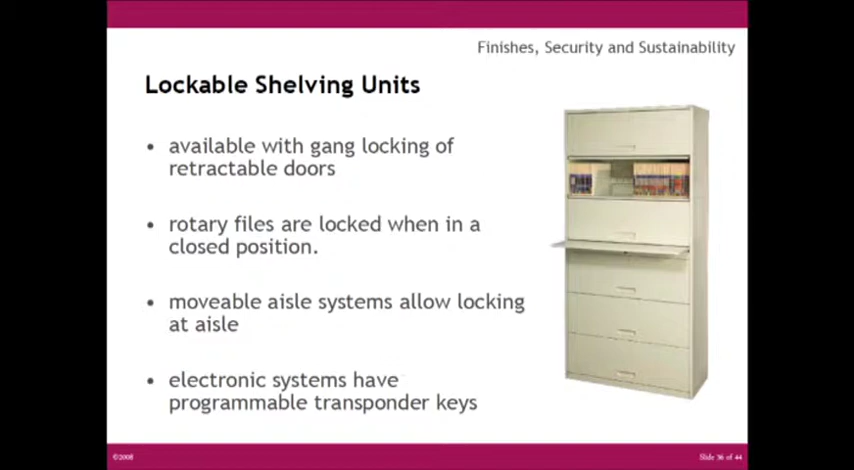 Finishes, Security and Sustainability
Lockable Shelving Units
• available with gang locking of
retractable doors
• rotary files are locked when in a
closed position.
• moveable aisle systems allow locking
at aisle
• electronic systems have
programmable transponder keys
©2008
Slide 36 of 44